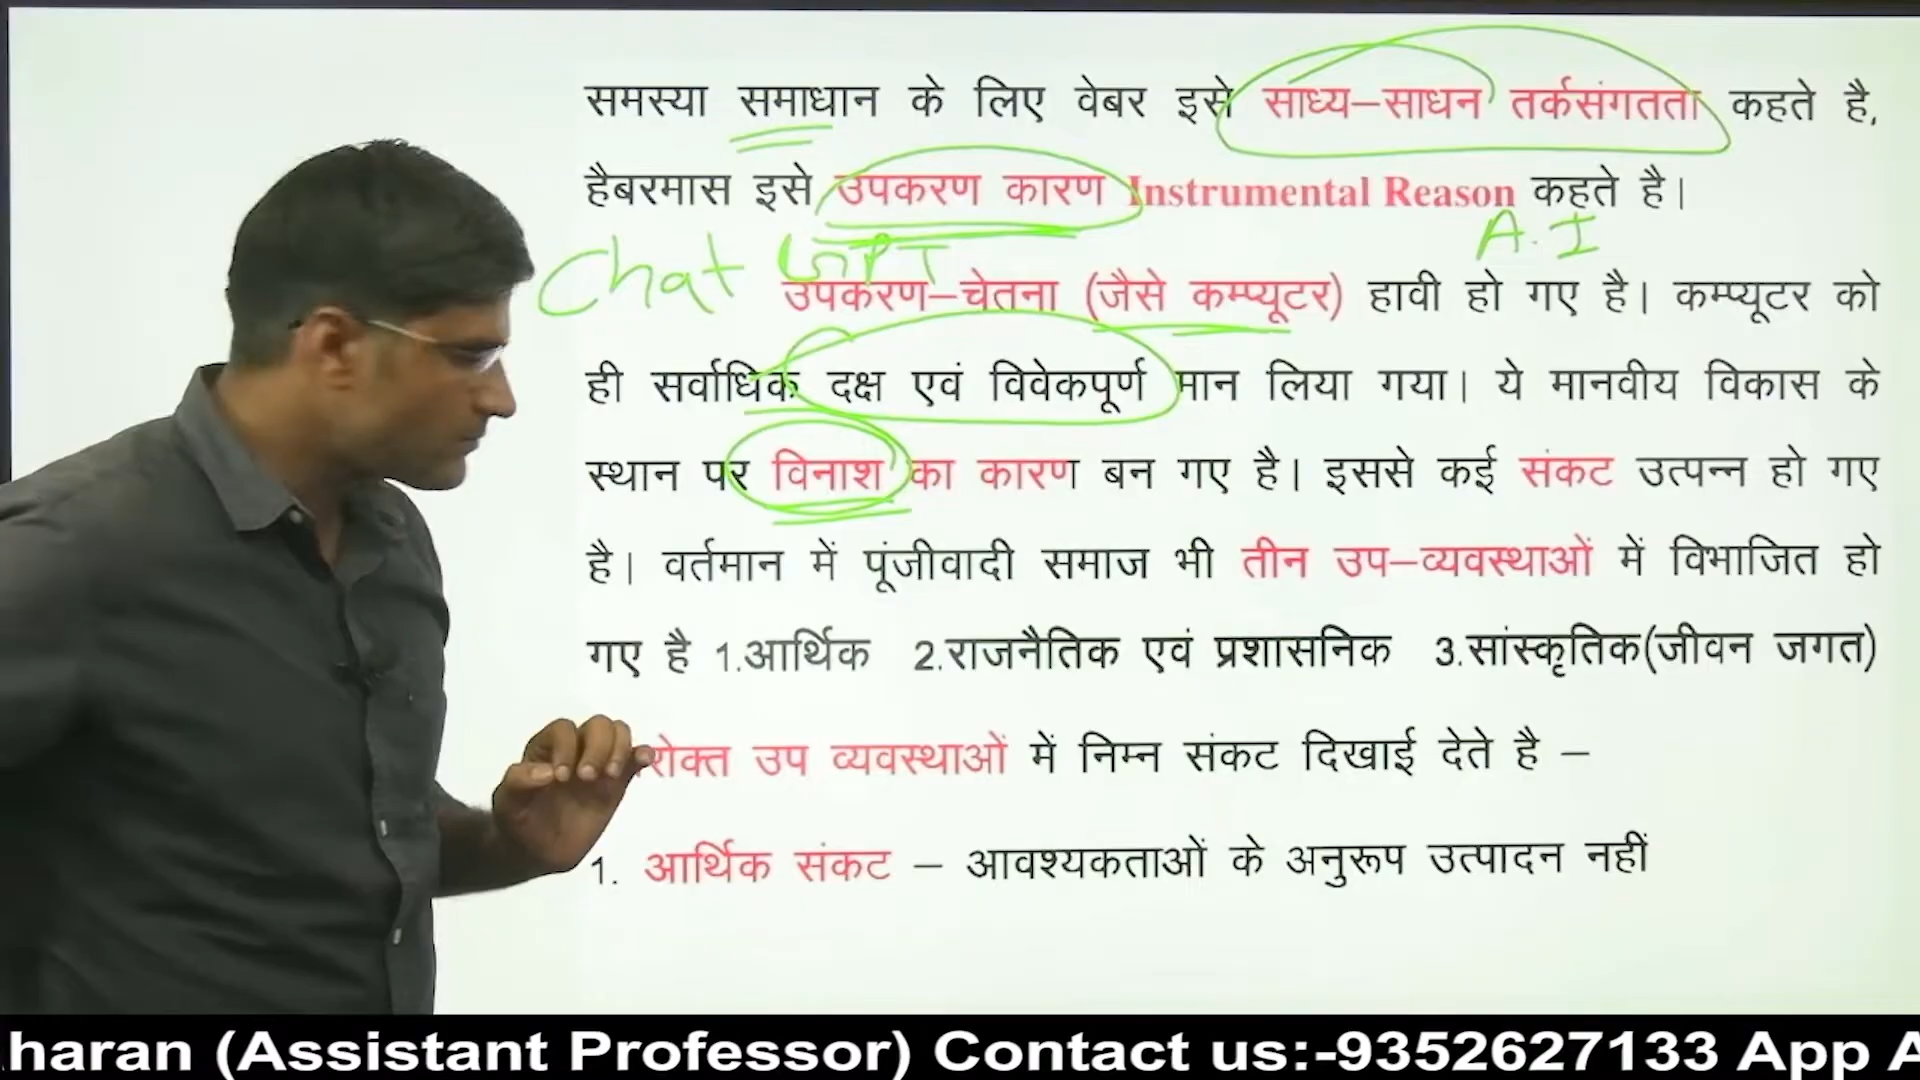 समस्या समाधान के लिए वेबर इसे साध्य–साधन तर्कसंगतता कहते है,
हैबरमास इसे उपकरण कारण Instrumental Reason कहते है।
A.I
Chat GPT
उपकरण–चेतना (जैसे कम्प्यूटर) हावी हो गए है। कम्प्यूटर को
ही सर्वाधिक दक्ष एवं विवेकपूर्ण मान लिया गया। ये मानवीय विकास के
स्थान पर विनाश का कारण बन गए है। इससे कई संकट उत्पन्न हो गए
है। वर्तमान में पूंजीवादी समाज भी तीन उप–व्यवस्थाओं में विभाजित हो
गए है 1.आर्थिक 2.राजनैतिक एवं प्रशासनिक 3.सांस्कृतिक(जीवन जगत)
रोक्त उप व्यवस्थाओं में निम्न संकट दिखाई देते है –
1. आर्थिक संकट – आवश्यकताओं के अनुरूप उत्पादन नहीं
haran (Assistant Professor) Contact us:-9352627133 App A